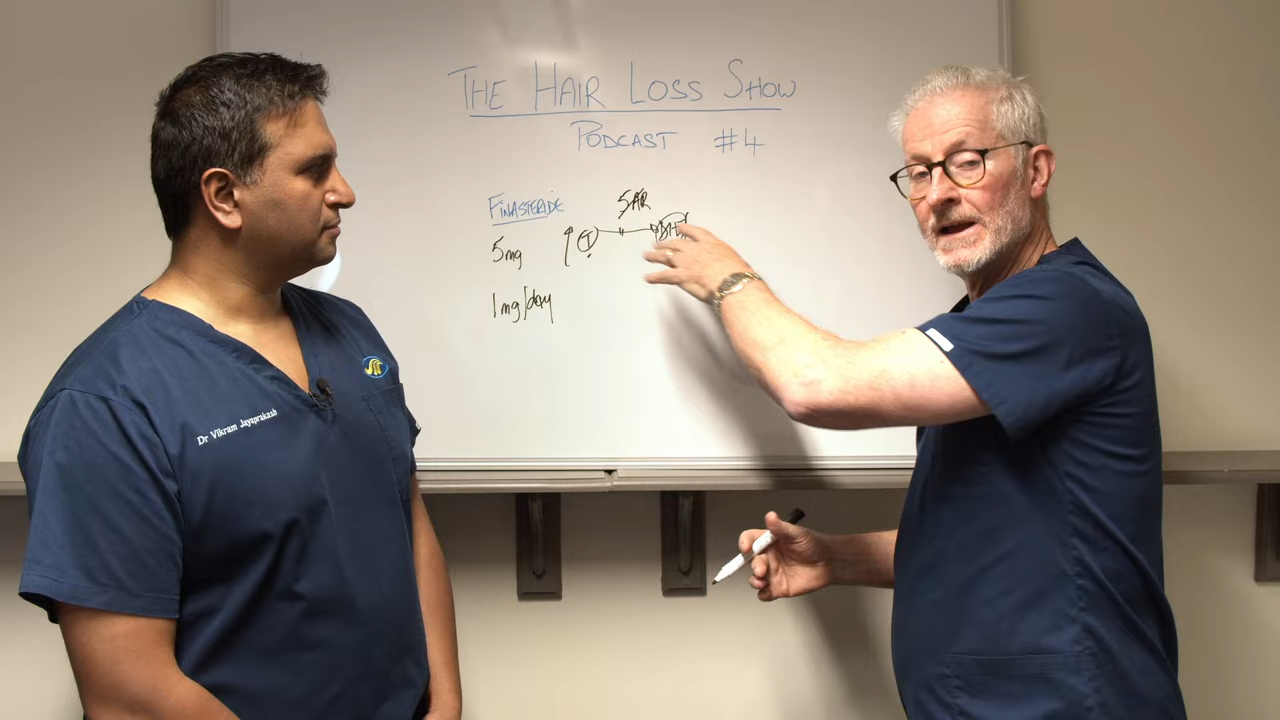 THE HAIR LOSS SHOW
PODCAST #4
FINASTERIDE
5AR
5mg
T
1mg/day
Dr Vikram Jayaprakash